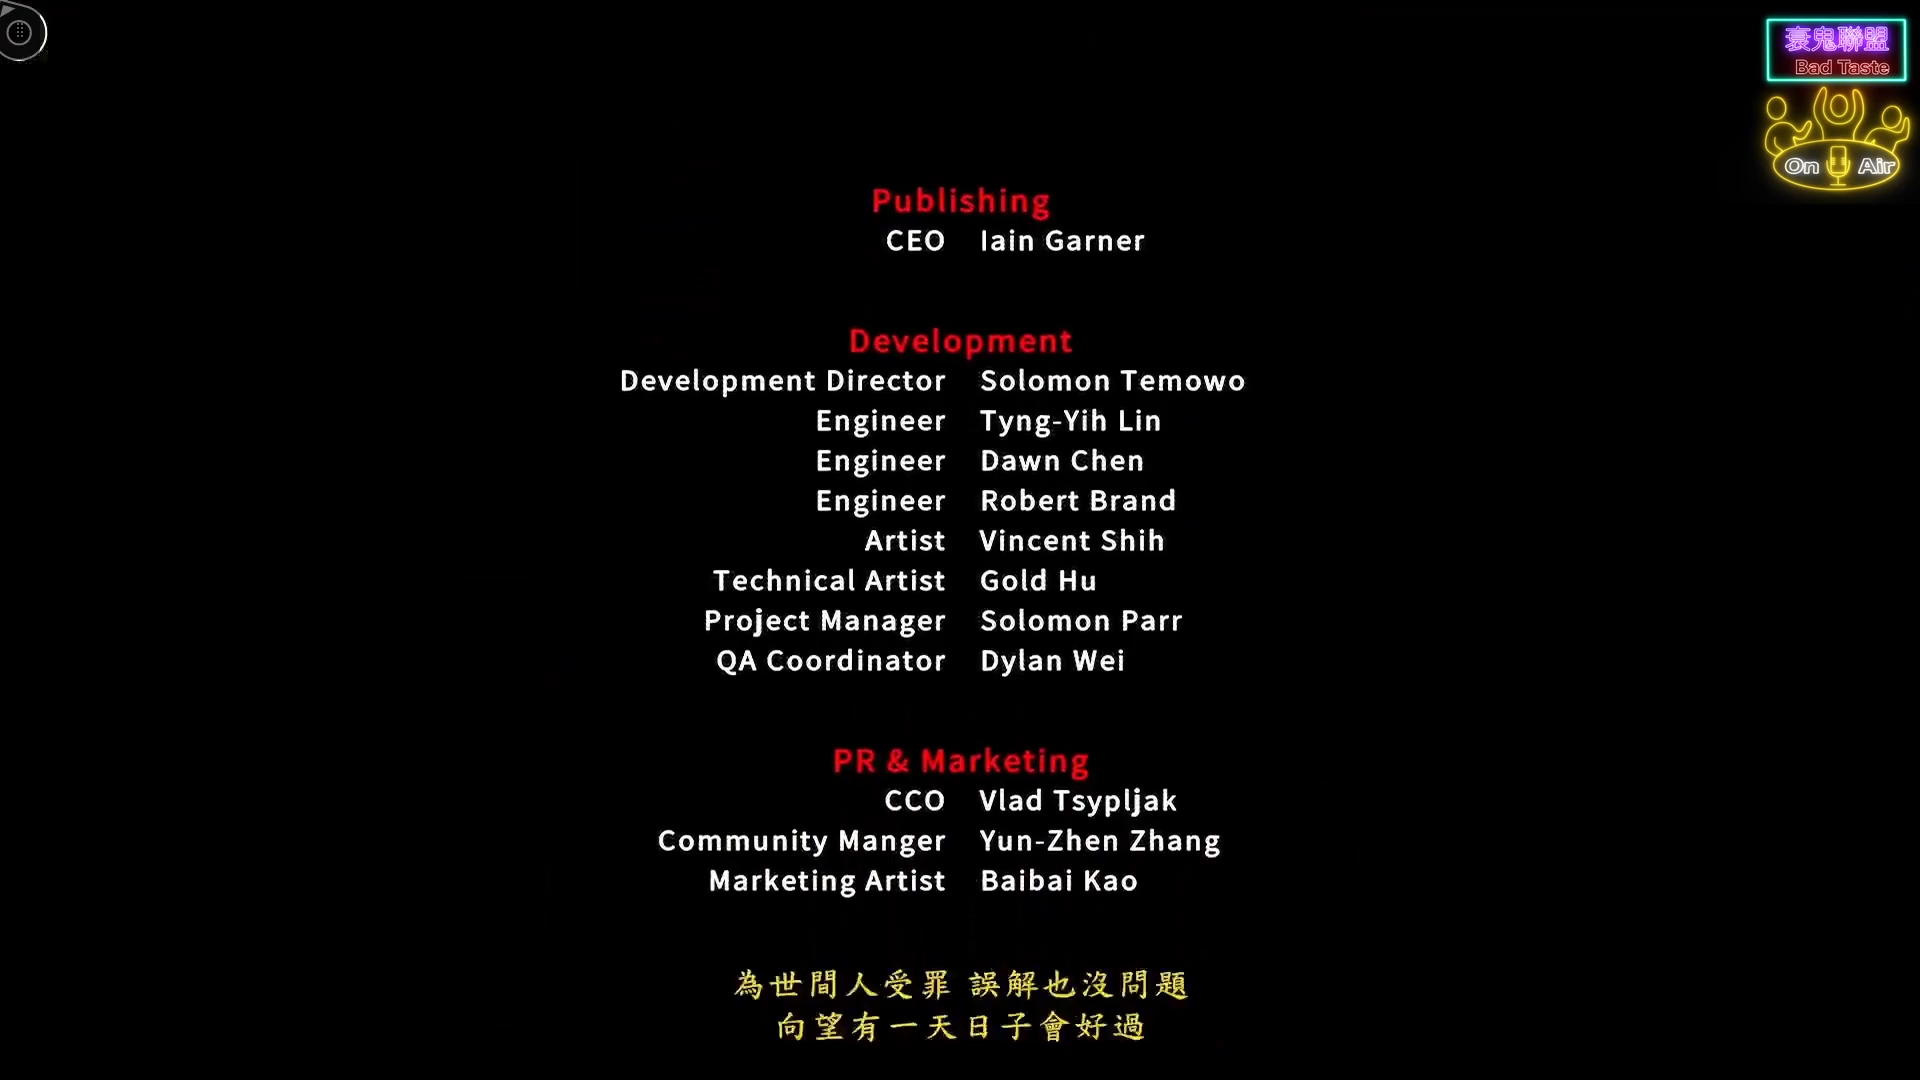 衰鬼聯盟
Bad Taste
On Air
Publishing
CEO Iain Garner
Development
Development Director Solomon Temowo
Engineer Tyng-Yih Lin
Engineer Dawn Chen
Engineer Robert Brand
Artist Vincent Shih
Technical Artist Gold Hu
Project Manager Solomon Parr
QA Coordinator Dylan Wei
PR & Marketing
CCO Vlad Tsypljak
Community Manger Yun-Zhen Zhang
Marketing Artist Baibai Kao
為世間人受罪 誤解也沒問題
向望有一天日子會好過